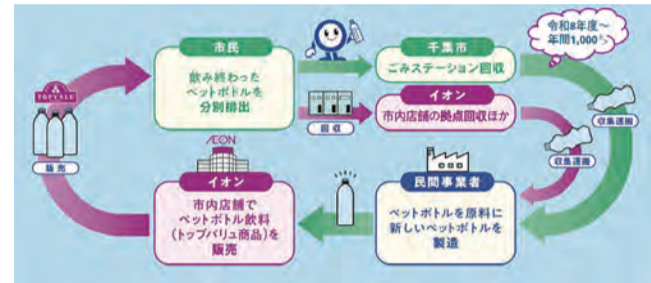 市民
飲み終わった
ペットボトルを
分別排出
千葉市
ごみステーション回収
令和8年度～
年間1,000㌧
イオン
市内店舗の拠点回収ほか
回収
収集運搬
収集運搬
民間事業者
ペットボトルを原料に
新しいペットボトルを
製造
ÆON
イオン
市内店舗で
ペットボトル飲料
(トップバリュ商品)を
販売
TOPVALU
販売